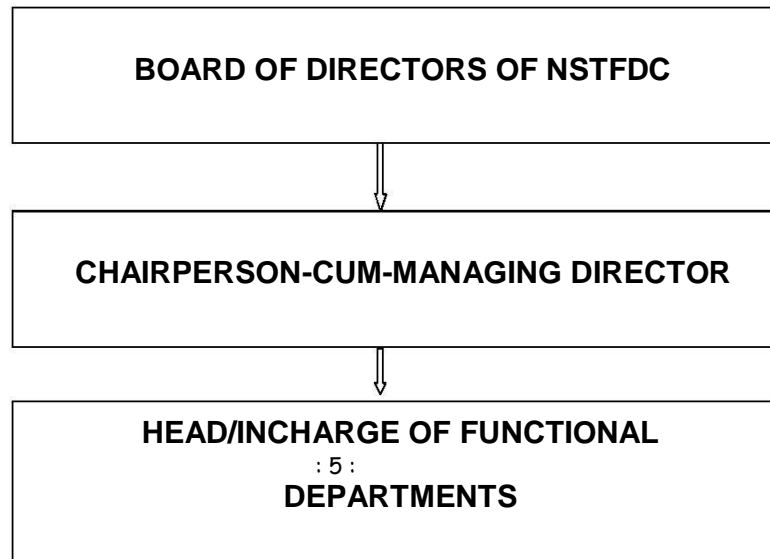 BOARD OF DIRECTORS OF NSTFDC
CHAIRPERSON-CUM-MANAGING DIRECTOR
HEAD/INCHARGE OF FUNCTIONAL
:5:
DEPARTMENTS